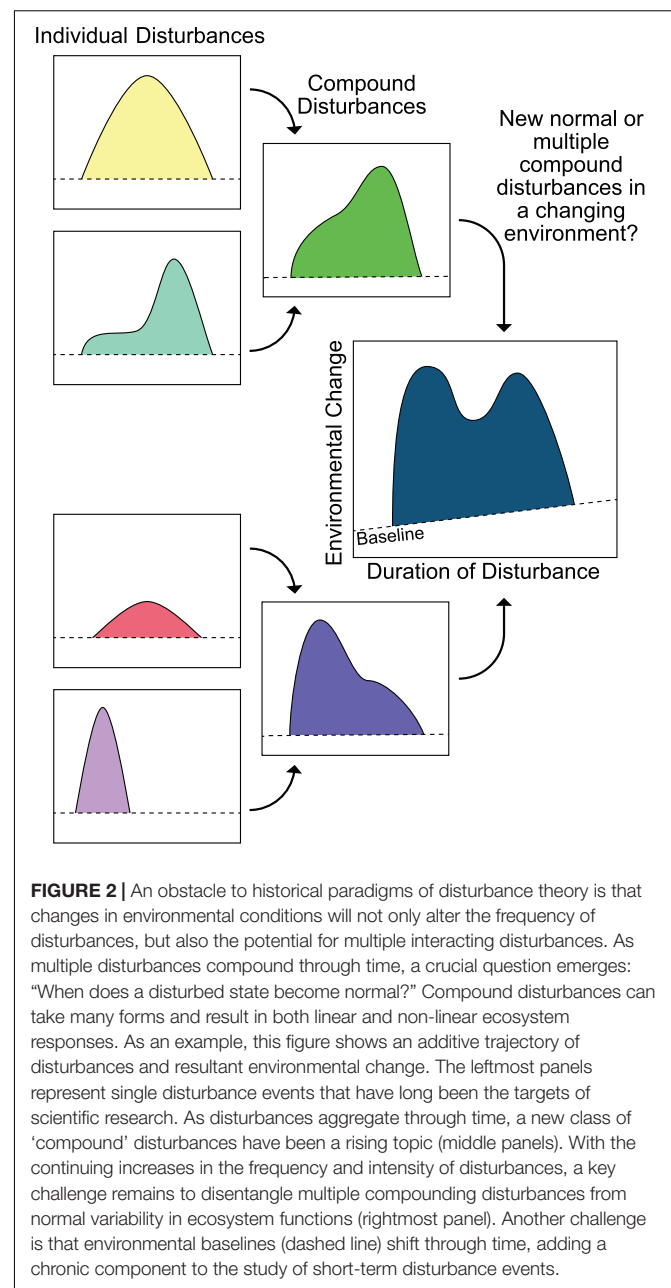 Individual Disturbances
Compound
Disturbances
New normal or
multiple
compound
disturbances in
a changing
environment?
Environmental Change
Baseline
Duration of Disturbance
FIGURE 2 | An obstacle to historical paradigms of disturbance theory is that
changes in environmental conditions will not only alter the frequency of
disturbances, but also the potential for multiple interacting disturbances. As
multiple disturbances compound through time, a crucial question emerges:
“When does a disturbed state become normal?” Compound disturbances can
take many forms and result in both linear and non-linear ecosystem
responses. As an example, this figure shows an additive trajectory of
disturbances and resultant environmental change. The leftmost panels
represent single disturbance events that have long been the targets of
scientific research. As disturbances aggregate through time, a new class of
‘compound’ disturbances have been a rising topic (middle panels). With the
continuing increases in the frequency and intensity of disturbances, a key
challenge remains to disentangle multiple compounding disturbances from
normal variability in ecosystem functions (rightmost panel). Another challenge
is that environmental baselines (dashed line) shift through time, adding a
chronic component to the study of short-term disturbance events.